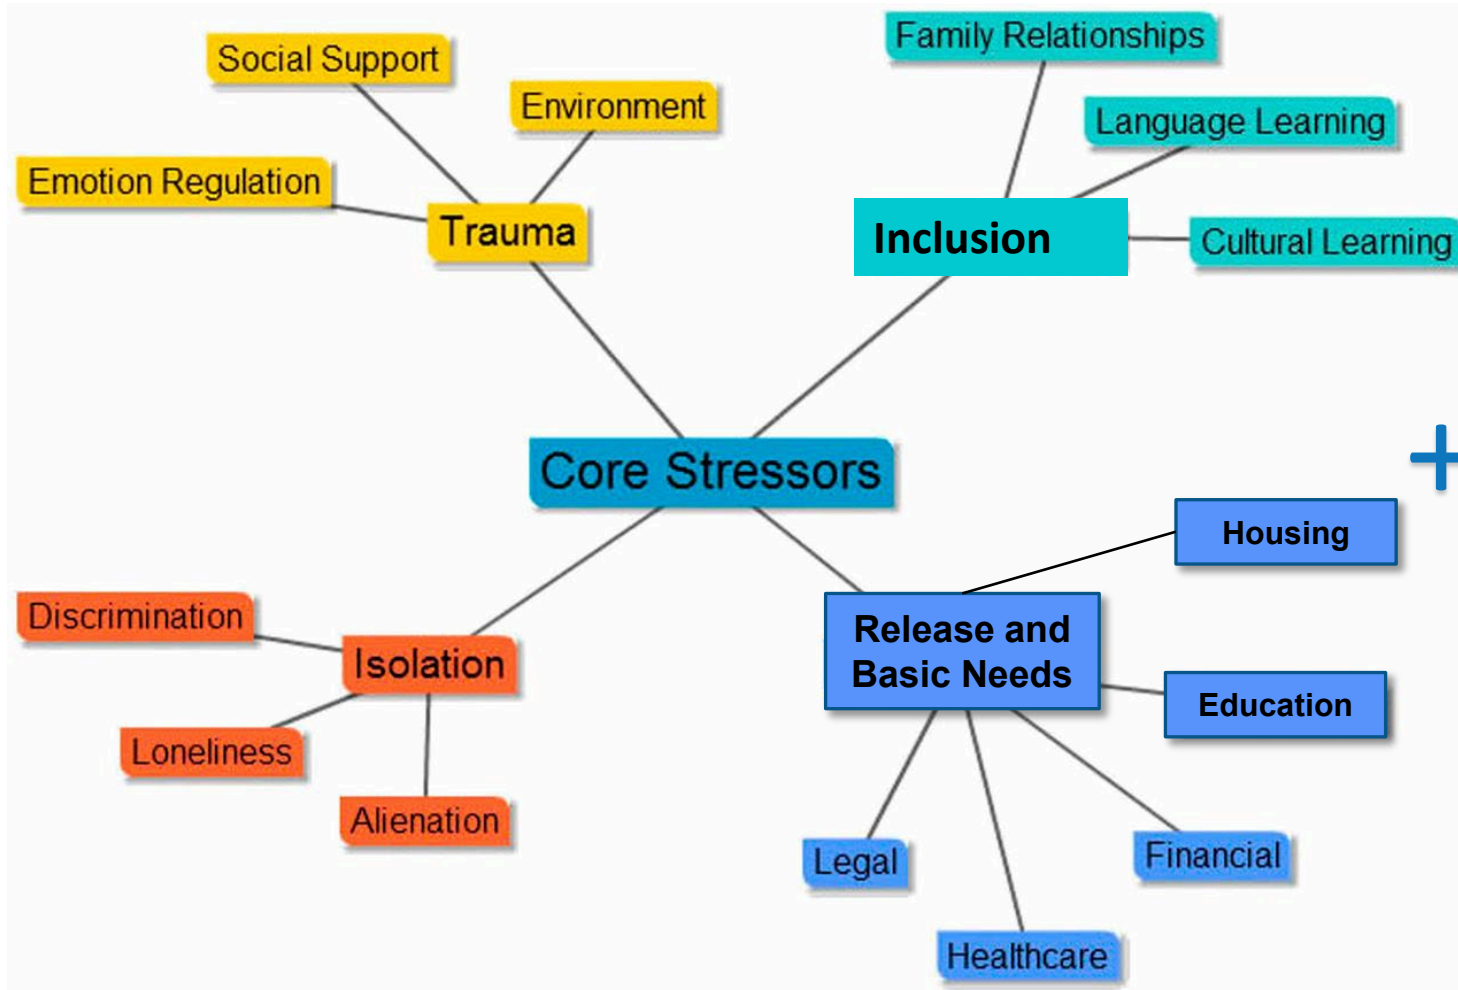 Social Support
Environment
Emotion Regulation
Trauma
Family Relationships
Language Learning
Inclusion
Cultural Learning
Core Stressors
+
Housing
Release and
Basic Needs
Education
Legal
Financial
Healthcare
Discrimination
Isolation
Loneliness
Alienation